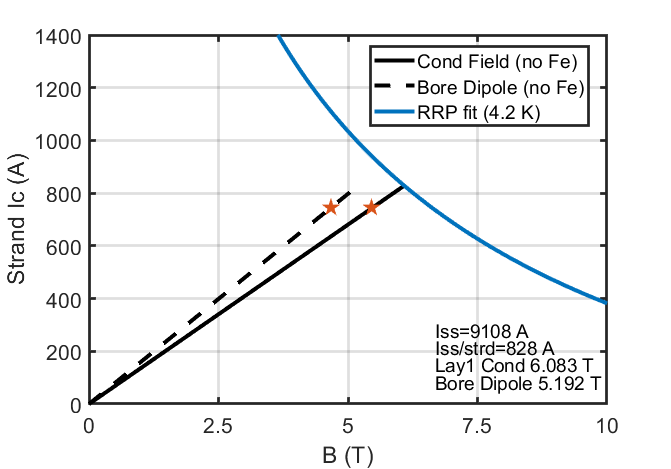 1400
1200
1000
800
600
400
200
0
Strand Ic (A)
Cond Field (no Fe)
Bore Dipole (no Fe)
RRP fit (4.2 K)
Iss=9108 A
Iss/strd=828 A
Lay1 Cond 6.083 T
Bore Dipole 5.192 T
0 2.5 5 7.5 10
B (T)